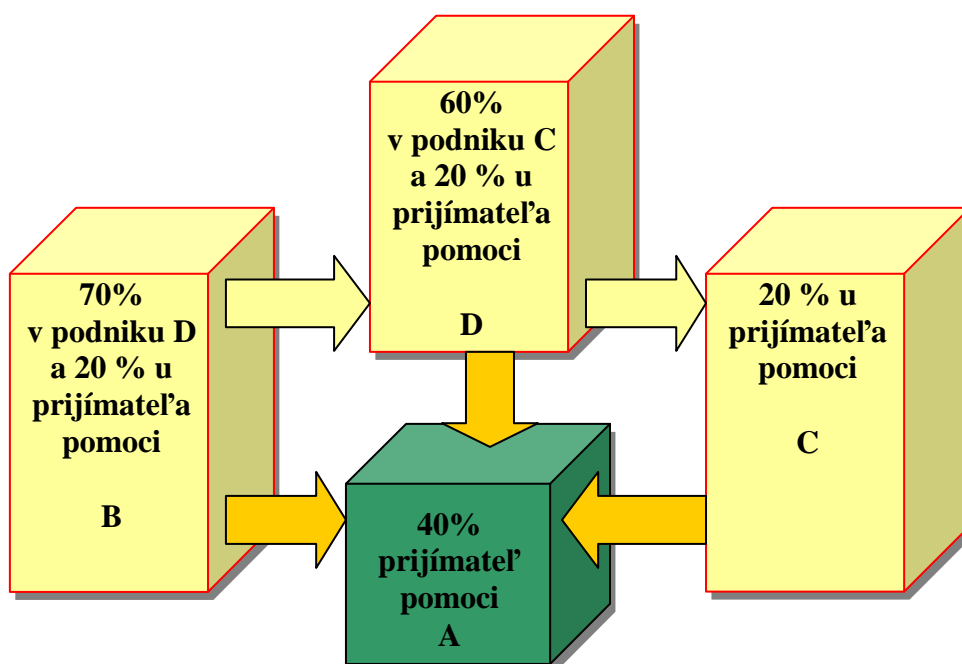 60%
v podniku C
a 20 % u
prijímateľa
pomoci
D
70%
v podniku D
a 20 % u
prijímateľa
pomoci
B
20 % u
prijímateľa
pomoci
C
40%
prijímateľ
pomoci
A